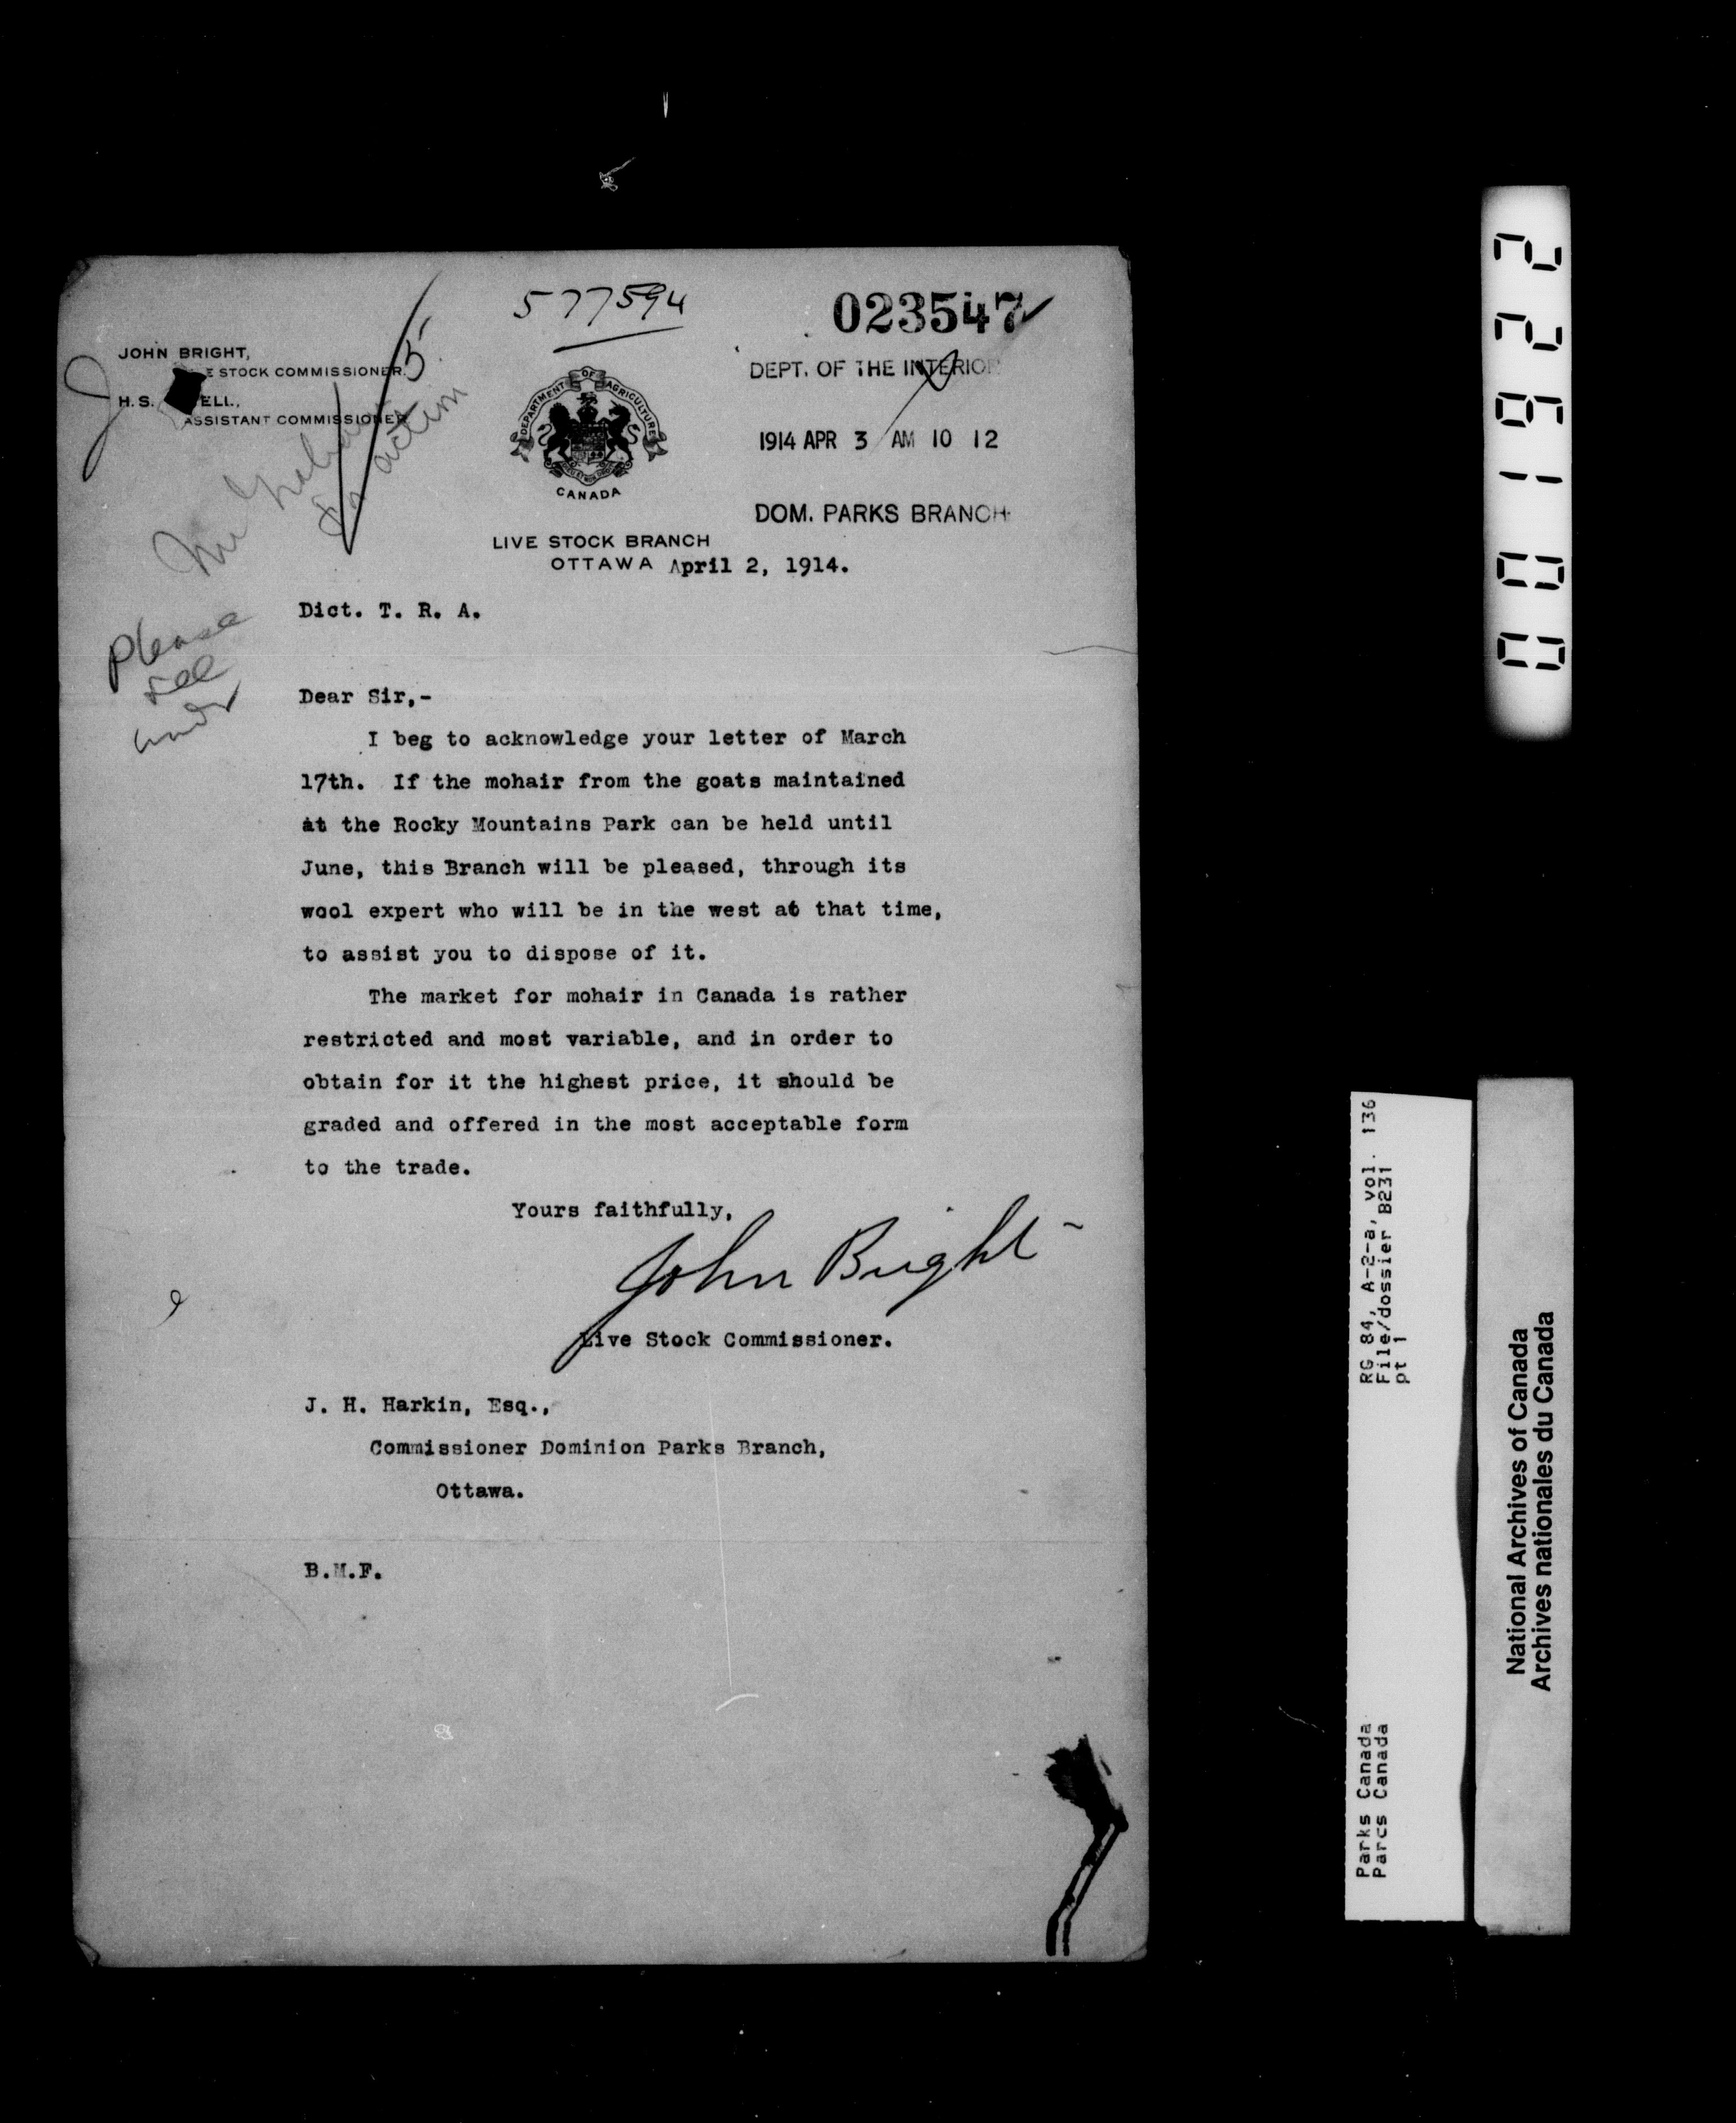 577594
023547
JOHN BRIGHT,
E STOCK COMMISSIONER.
H. S. ELL,
ASSISTANT COMMISSIONER
5
DEPARTMENT OF AGRICULTURE
CANADA
DEPT. OF THE INTERIOR
1914 APR 3 AM 10 12
DOM. PARKS BRANCH
action
LIVE STOCK BRANCH
OTTAWA April 2, 1914.
Dict. T. R. A.
please
see
Dear Sir,-
I beg to acknowledge your letter of March
17th. If the mohair from the goats maintained
at the Rocky Mountains Park can be held until
June, this Branch will be pleased, through its
wool expert who will be in the west at that time,
to assist you to dispose of it.
The market for mohair in Canada is rather
restricted and most variable, and in order to
obtain for it the highest price, it should be
graded and offered in the most acceptable form
to the trade.
Yours faithfully,
John Bright
Live Stock Commissioner.
J. H. Harkin, Esq.,
Commissioner Dominion Parks Branch,
Ottawa.
B.M.F.
001922
RG 84, A-2-a, vol. 136
File/dossier B231
pt 1
Parks Canada
Parcs Canada
National Archives of Canada
Archives nationales du Canada